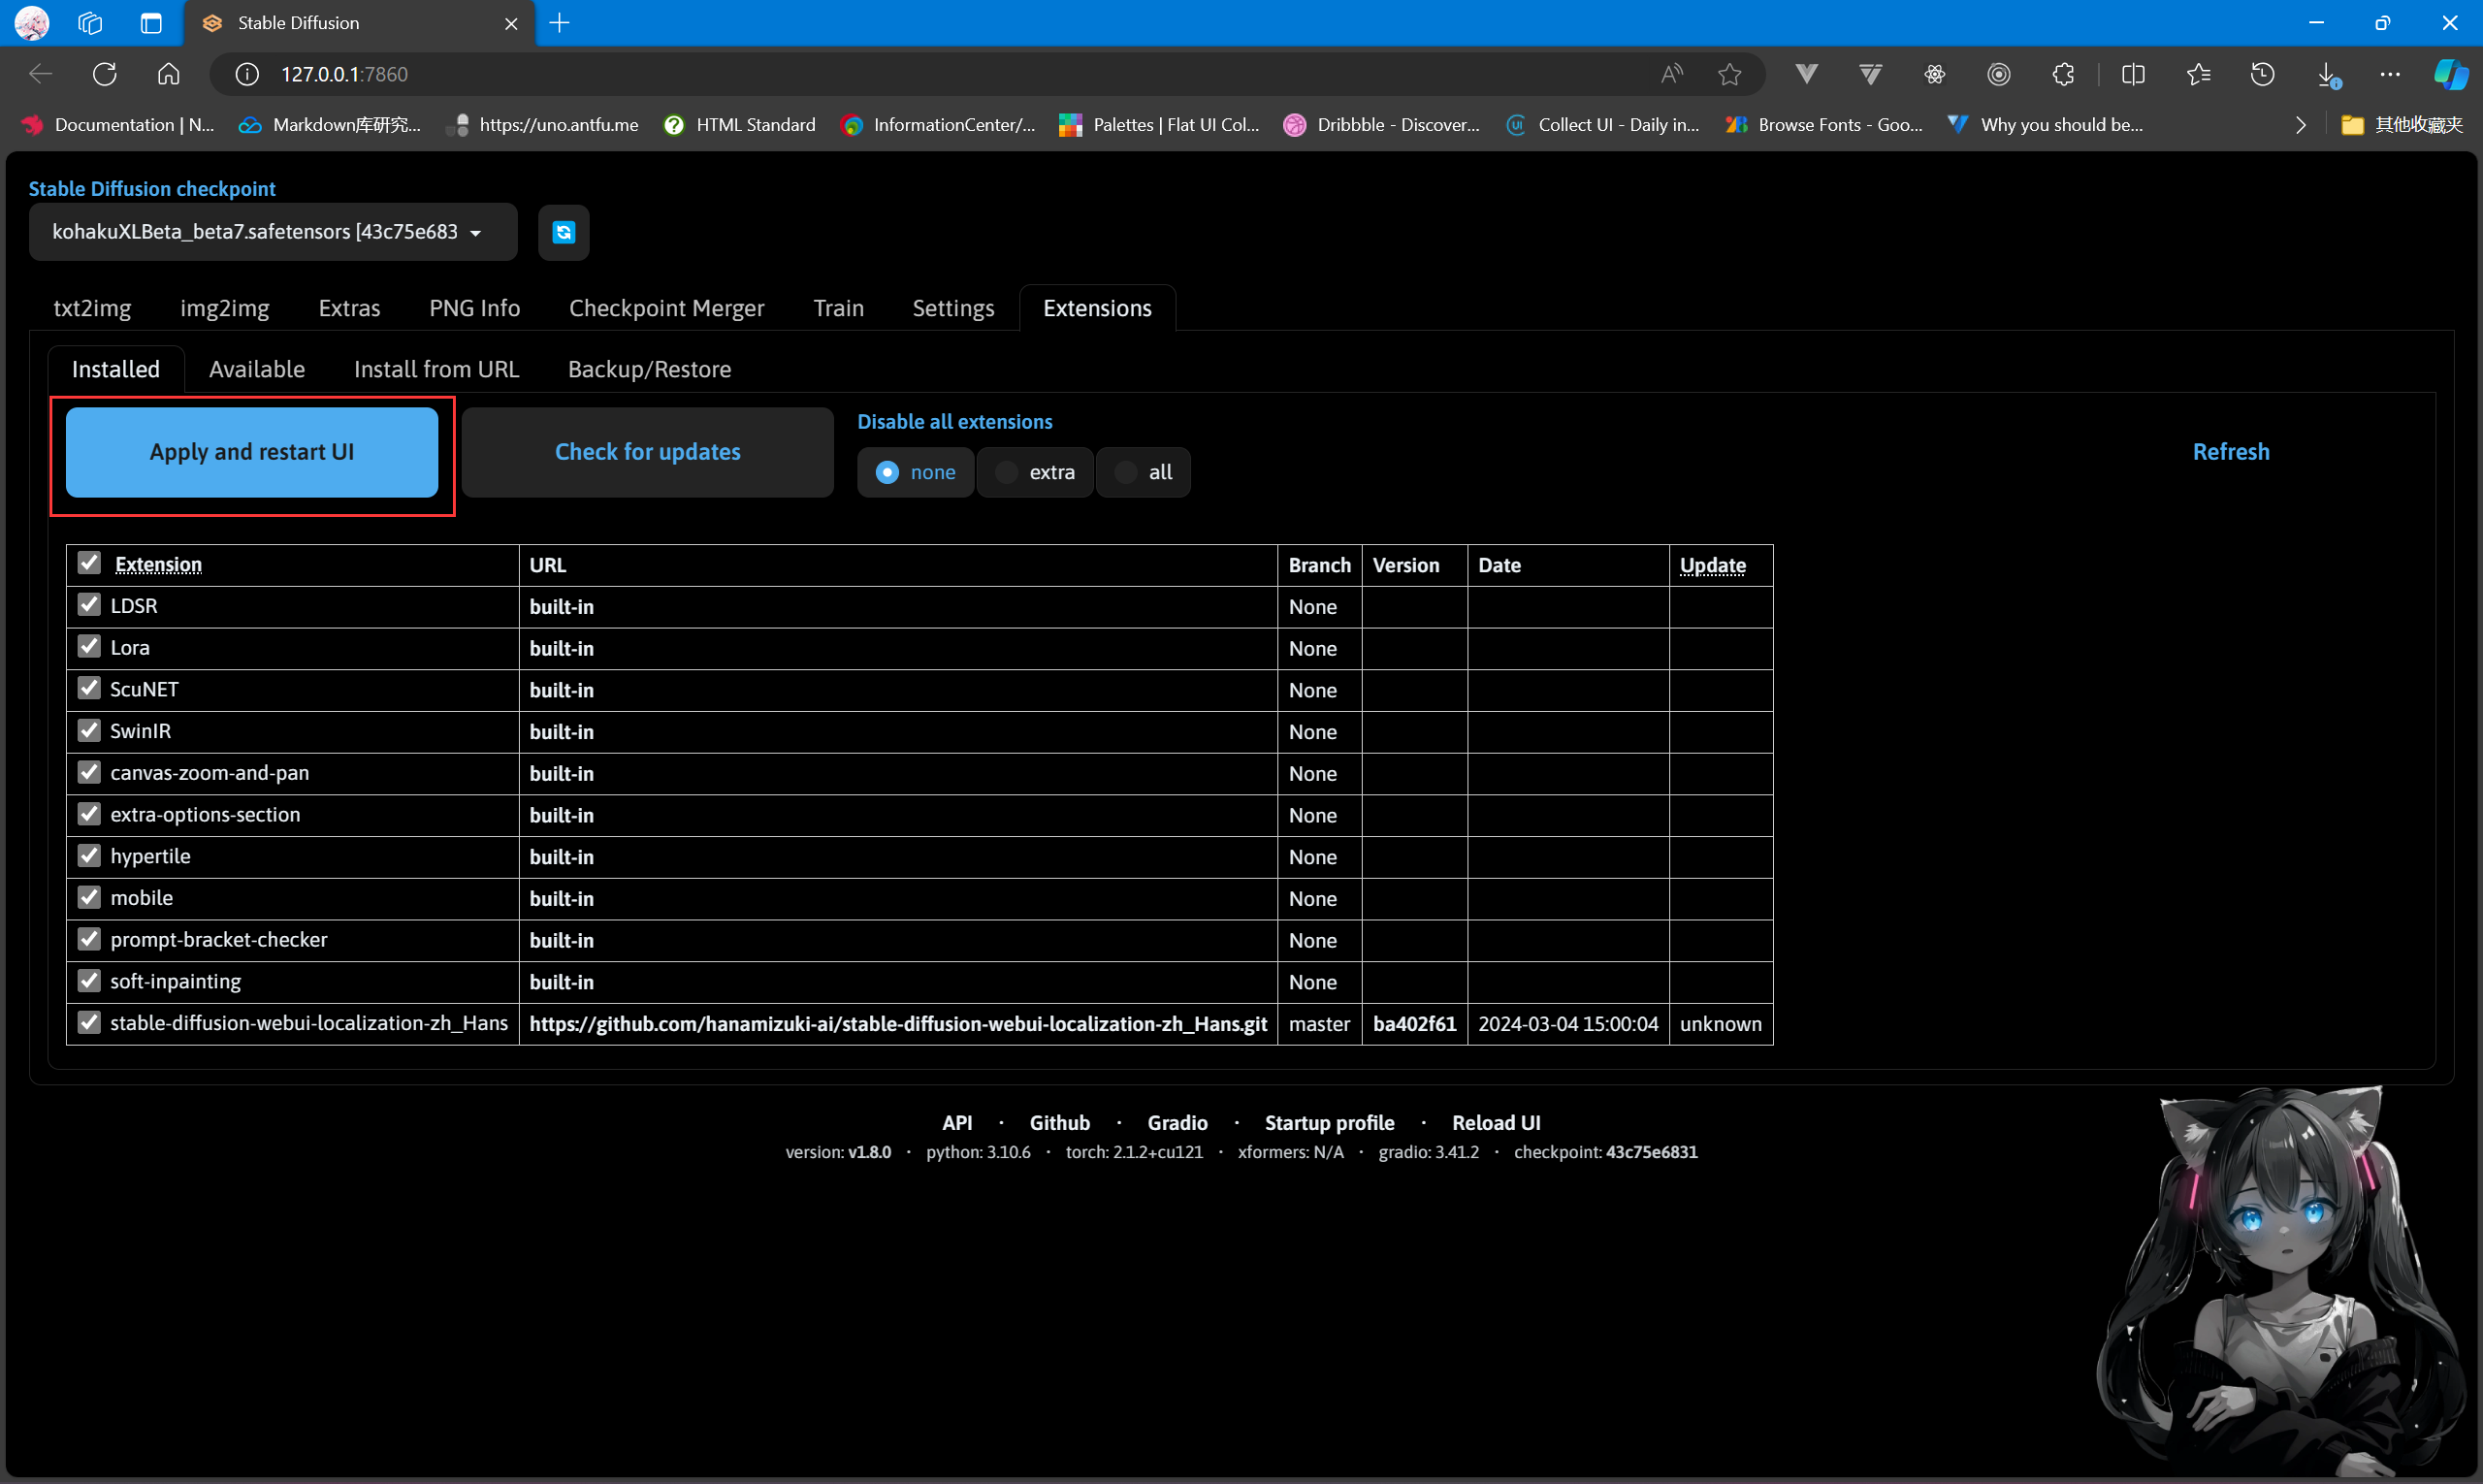 Stable Diffusion
127.0.0.1:7860
Documentation | N...
Markdown库研究...
https://uno.antfu.me
HTML Standard
InformationCenter/...
Palettes | Flat UI Col...
Dribbble - Discover...
Collect UI - Daily in...
Browse Fonts - Goo...
Why you should be...
其他收藏夹
Stable Diffusion checkpoint
kohakuXLBeta_beta7.safetensors [43c75e683
txt2img img2img Extras PNG Info Checkpoint Merger Train Settings Extensions
Installed Available Install from URL Backup/Restore
Apply and restart UI
Check for updates
Disable all extensions
none extra all
Refresh
Extension URL Branch Version Date Update
LDSR built-in None
Lora built-in None
ScuNET built-in None
SwinIR built-in None
canvas-zoom-and-pan built-in None
extra-options-section built-in None
hypertile built-in None
mobile built-in None
prompt-bracket-checker built-in None
soft-inpainting built-in None
stable-diffusion-webui-localization-zh_Hans https://github.com/hanamizuki-ai/stable-diffusion-webui-localization-zh_Hans.git master ba402f61 2024-03-04 15:00:04 unknown
API · Github · Gradio · Startup profile · Reload UI
version: v1.8.0 · python: 3.10.6 · torch: 2.1.2+cu121 · xformers: N/A · gradio: 3.41.2 · checkpoint: 43c75e6831